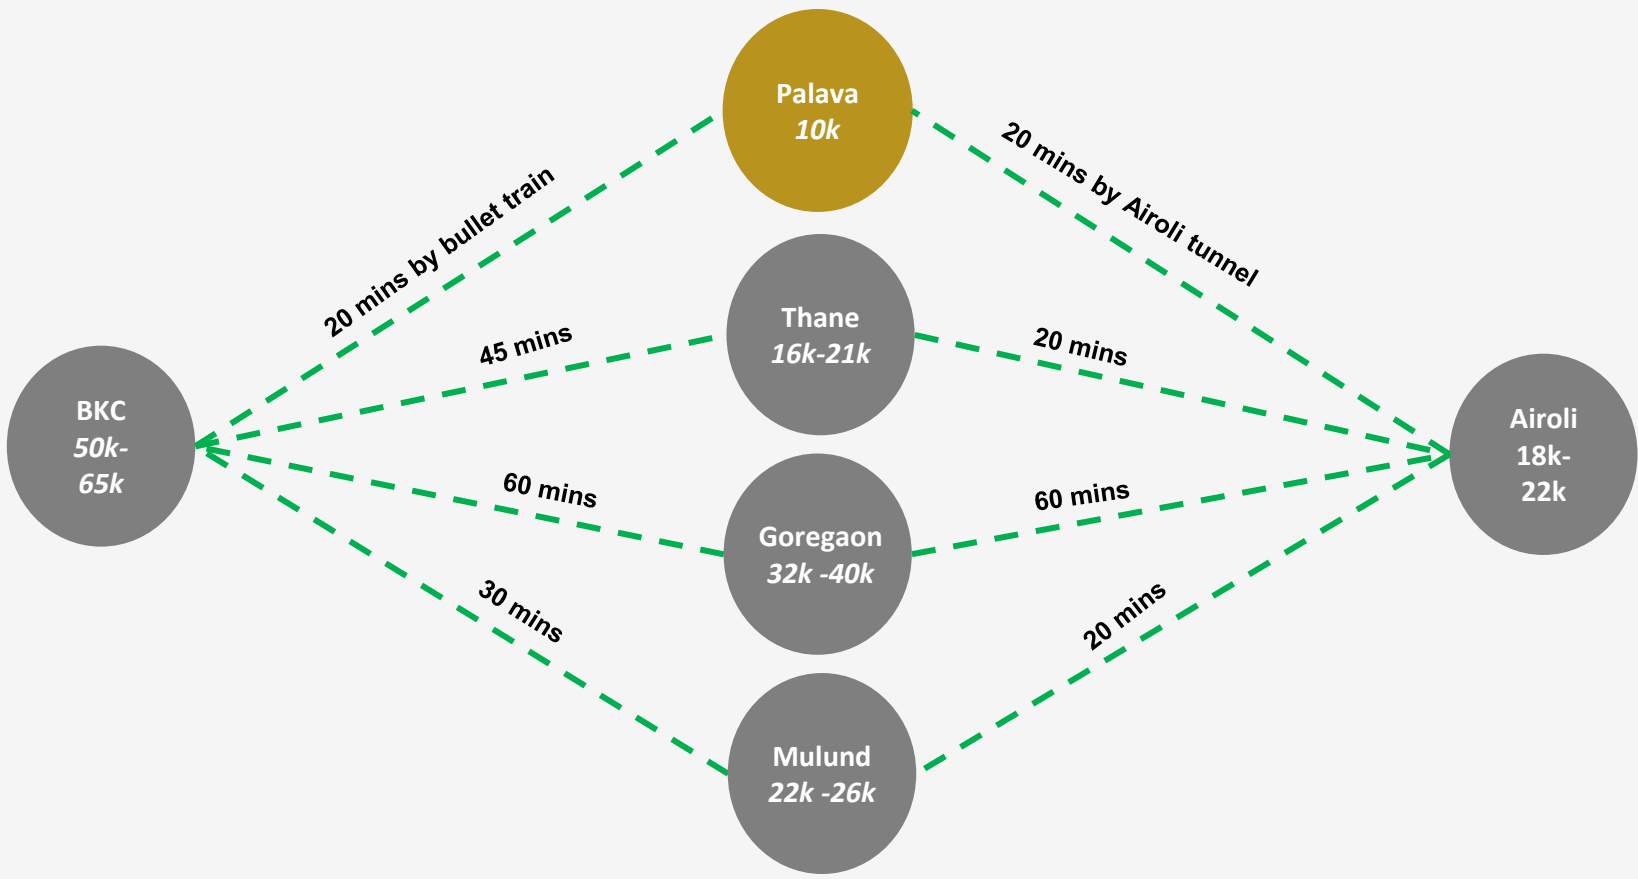 Palava
10k
20 mins by bullet train
20 mins by Airoli tunnel
Thane
16k-21k
45 mins
20 mins
BKC
50k-
65k
Airoli
18k-
22k
60 mins
60 mins
Goregaon
32k -40k
30 mins
20 mins
Mulund
22k -26k